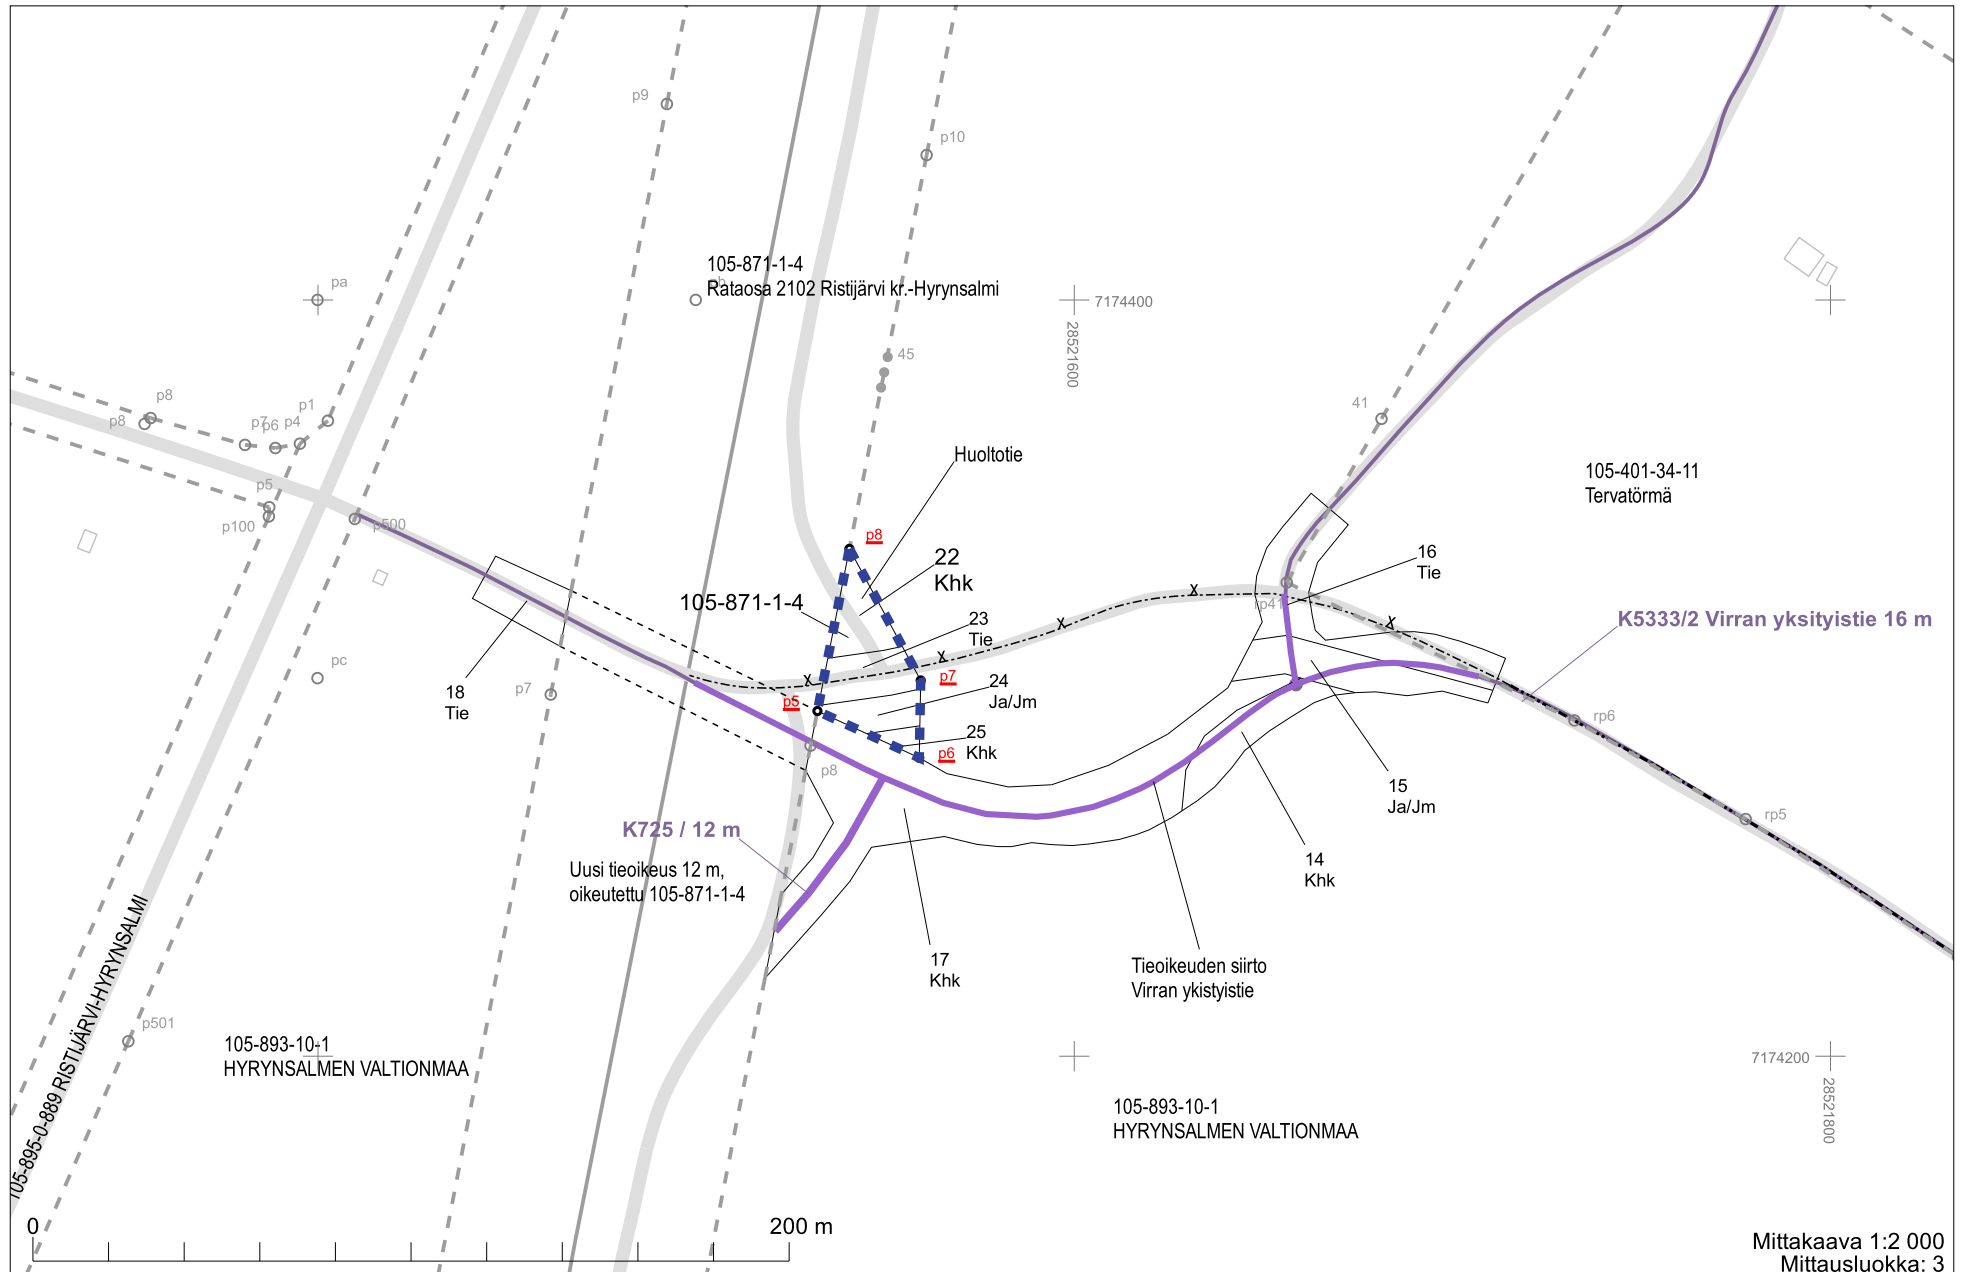 p9
p10
105-871-1-4
Rataosa 2102 Ristijärvi kr.-Hyrynsalmi
pa
7174400
28521600
45
p8
p8
p7
p6
p4
p1
41
Huoltotie
105-401-34-11
Tervatörmä
p5
p100
p500
p8
22
Khk
16
Tie
105-871-1-4
rp41
23
Tie
x
x
x
x
x
K5333/2 Virran yksityistie 16 m
pc
p7
18
Tie
p5
p7
24
Ja/Jm
rp6
25
Khk
p6
p8
15
Ja/Jm
rp5
K725 / 12 m
Uusi tieoikeus 12 m,
oikeutettu 105-871-1-4
14
Khk
17
Khk
Tieoikeuden siirto
Virran ykistyistie
105-895-0-889 RISTIJÄRVI-HYRYNSALMI
p501
105-893-10-1
HYRYNSALMEN VALTIONMAA
7174200
28521800
105-893-10-1
HYRYNSALMEN VALTIONMAA
0
200 m
Mittakaava 1:2 000
Mittausluokka: 3